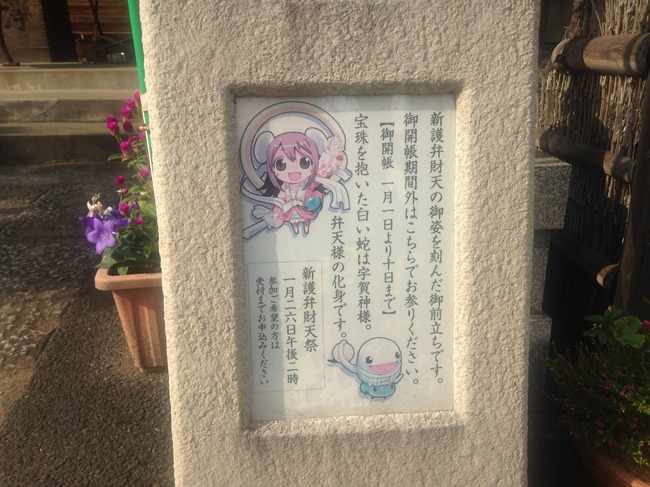 新護弁財天の御姿を刻んだ御前立ちです。
御開帳期間外はこちらでお参りください。
【御開帳 一月一日より十日まで】
宝珠を抱いた白い蛇は宇賀神様。
弁天様の化身です。
新護弁財天祭
一月二六日午後二時
参加ご希望の方は
受付までお申込みください